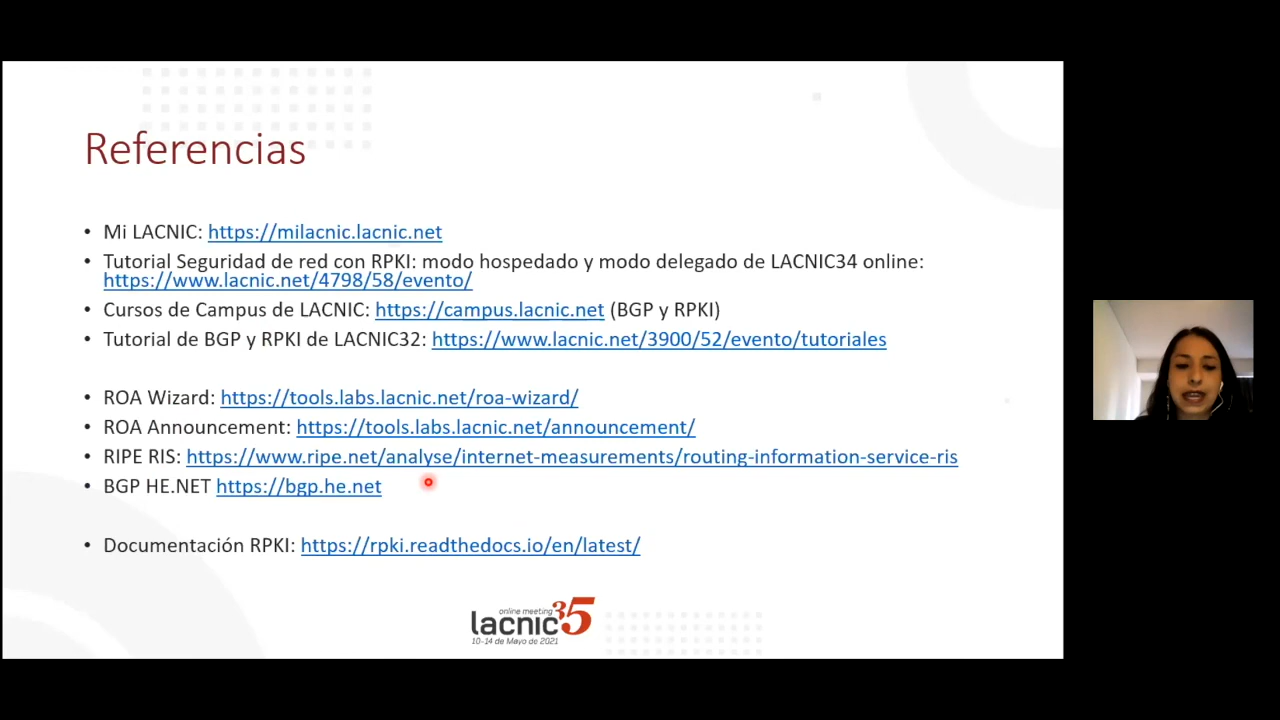 Referencias
• Mi LACNIC: https://milacnic.lacnic.net
• Tutorial Seguridad de red con RPKI: modo hospedado y modo delegado de LACNIC34 online:
https://www.lacnic.net/4798/58/evento/
• Cursos de Campus de LACNIC: https://campus.lacnic.net (BGP y RPKI)
• Tutorial de BGP y RPKI de LACNIC32: https://www.lacnic.net/3900/52/evento/tutoriales
• ROA Wizard: https://tools.labs.lacnic.net/roa-wizard/
• ROA Announcement: https://tools.labs.lacnic.net/announcement/
• RIPE RIS: https://www.ripe.net/analyse/internet-measurements/routing-information-service-ris
• BGP HE.NET https://bgp.he.net
• Documentación RPKI: https://rpki.readthedocs.io/en/latest/
online meeting
lacnic35
10-14 de Mayo de 2021